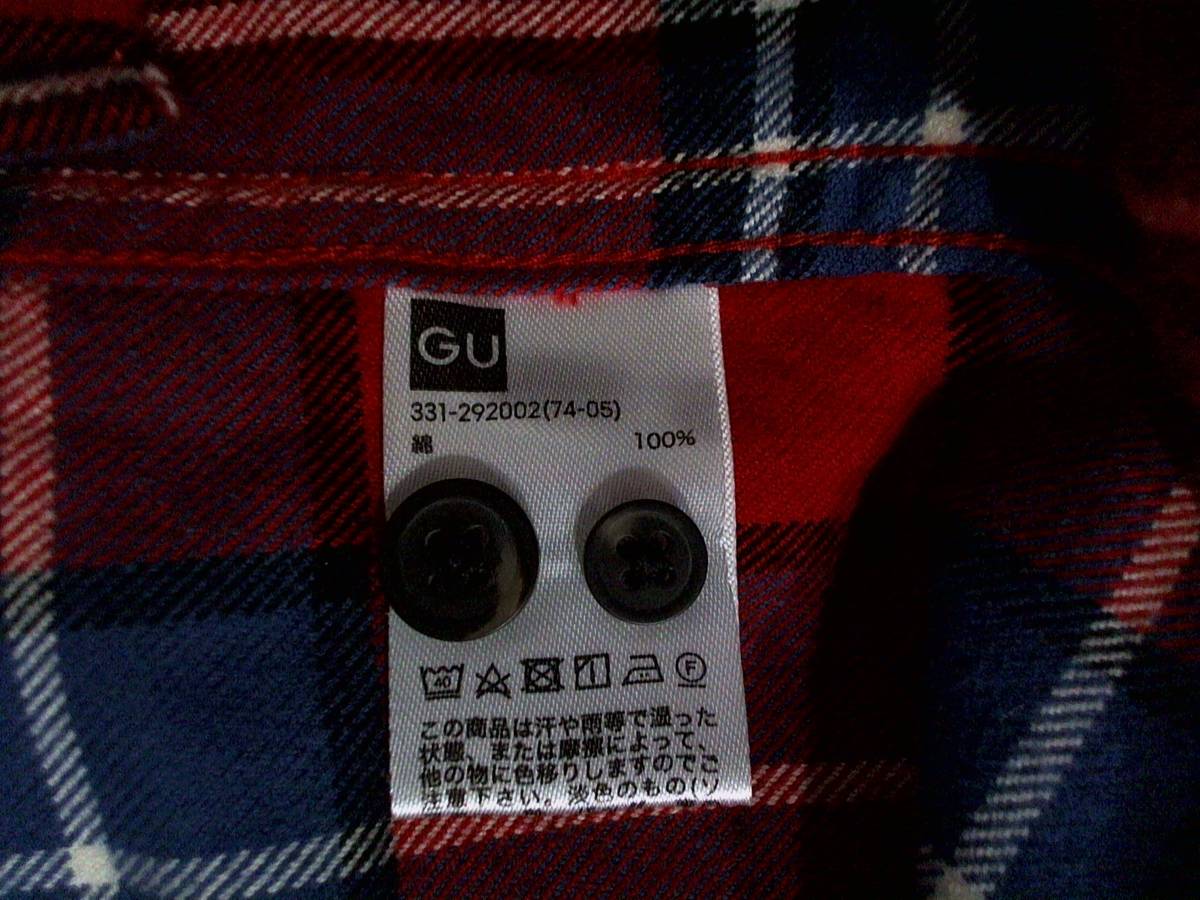 GU
331-292002(74-05)
綿 100%
40
F
この商品は汗や雨等で湿った
状態、または摩擦によって、
他の物に色移りしますのでご
注意下さい。淡色のもの(ソ